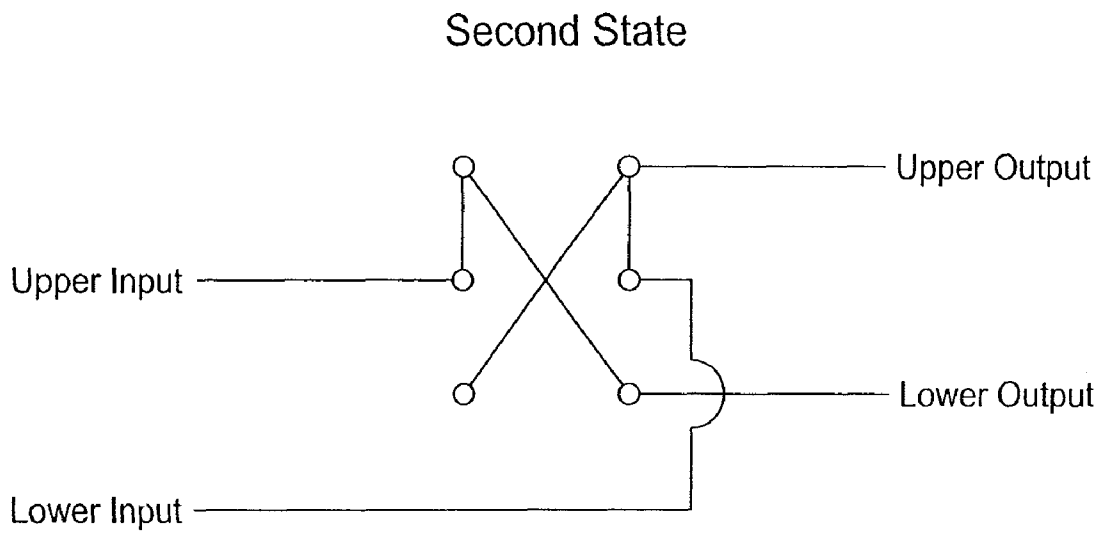 Second State
Upper Output
Upper Input
Lower Output
Lower Input